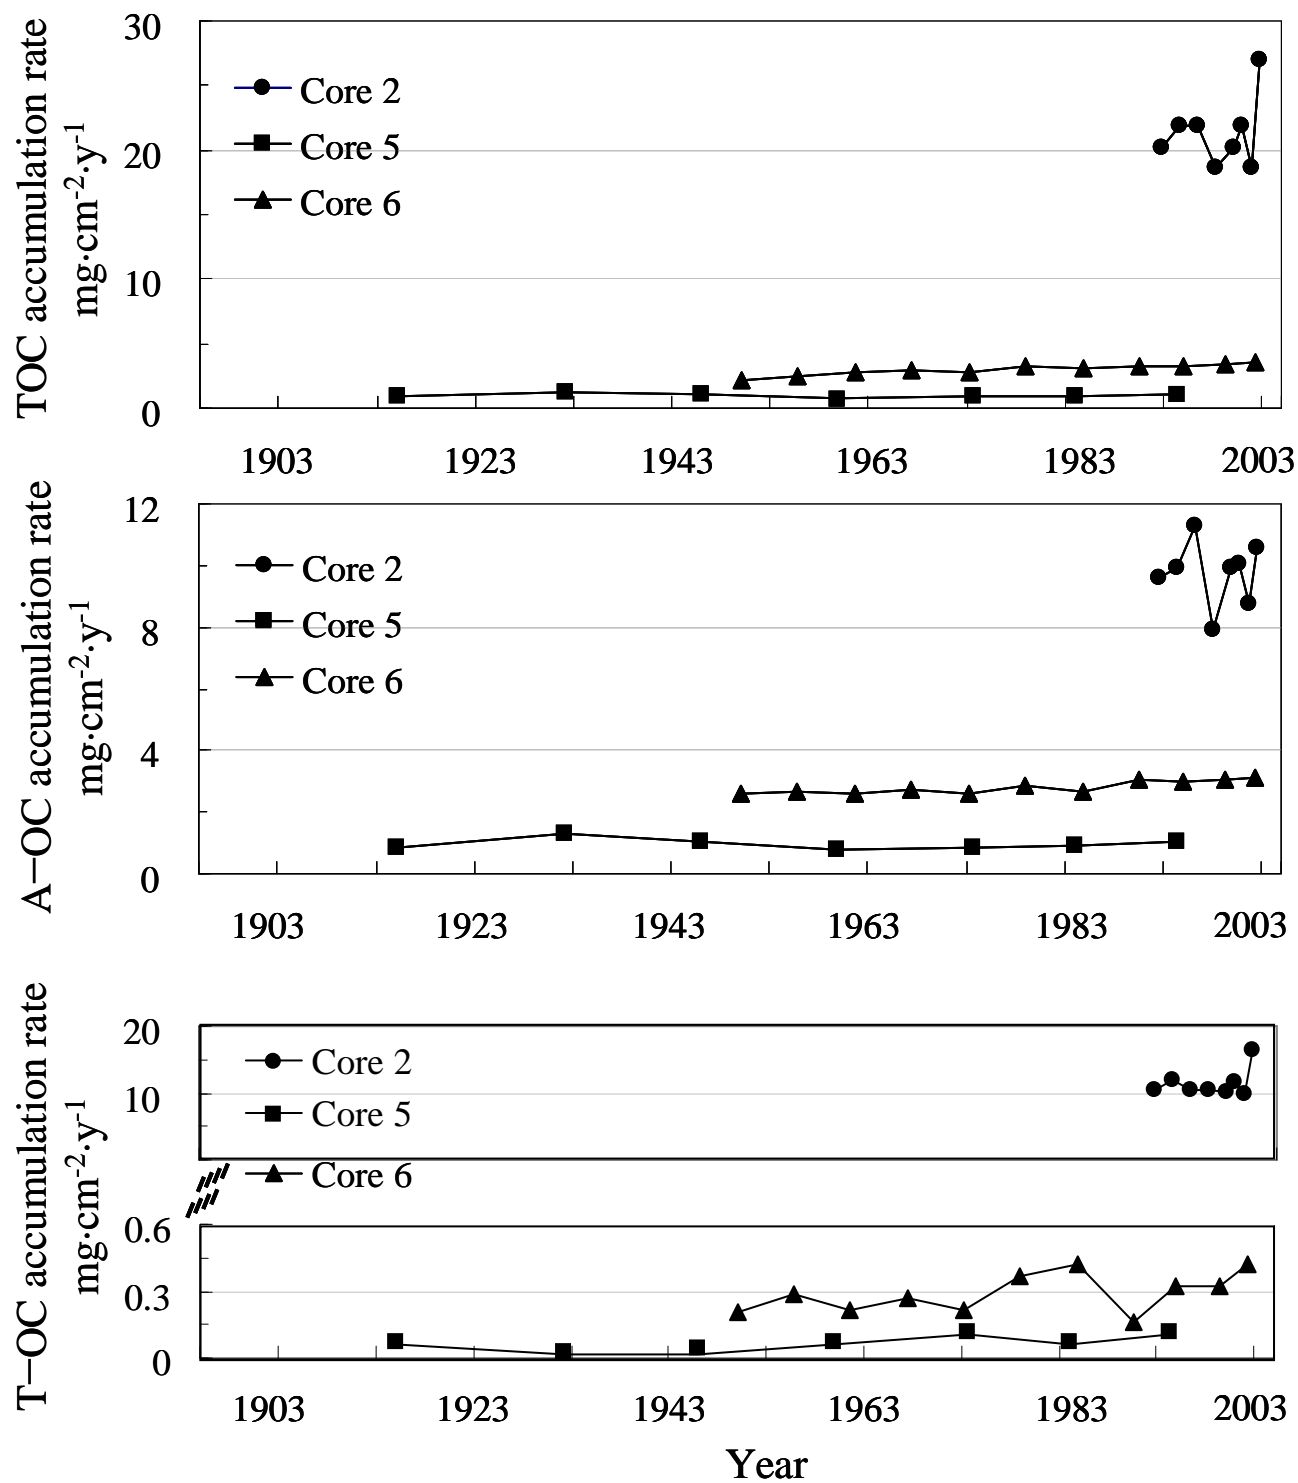 TOC accumulation rate
mg·cm⁻²·y⁻¹
30
20
10
0
Core 2
Core 5
Core 6
1903 1923 1943 1963 1983 2003
A—OC accumulation rate
mg·cm⁻²·y⁻¹
12
8
4
0
Core 2
Core 5
Core 6
1903 1923 1943 1963 1983 2003
T—OC accumulation rate
mg·cm⁻²·y⁻¹
20
10
0.6
0.3
0
Core 2
Core 5
Core 6
1903 1923 1943 1963 1983 2003
Year